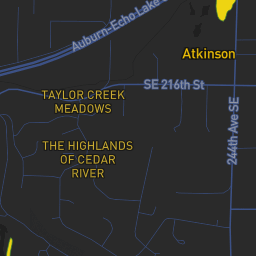 Auburn-Echo Lake
Atkinson
SE 216th St
TAYLOR CREEK
MEADOWS
244th Ave SE
THE HIGHLANDS
OF CEDAR
RIVER